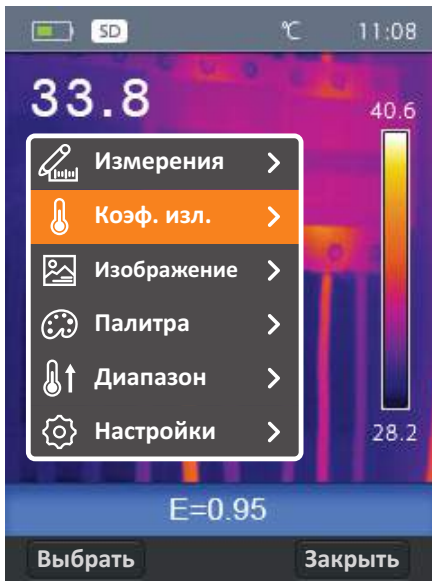 SD ℃ 11:08
33.8
40.6
Измерения
Коэф. изл.
Изображение
Палитра
Диапазон
Настройки
28.2
E=0.95
Выбрать Закрыть